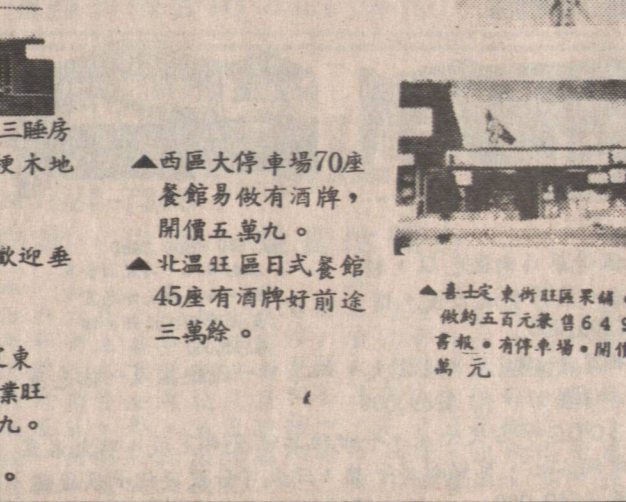 三睡房
硬木地
歡迎垂
東
業旺
九。
。
▲西區大停車場70座
餐館易做有酒牌，
開價五萬九。
▲北温旺區日式餐館
45座有酒牌好前途
三萬餘。
▲喜士定東街旺區果舖。
做約五百元兼售649
書報。有停車場。開價
萬元